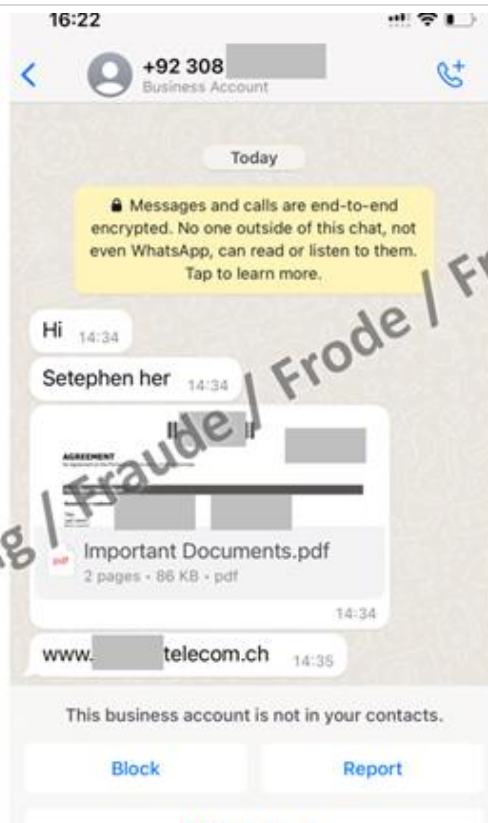 16:22
+92 308
Business Account
Today
Messages and calls are end-to-end
encrypted. No one outside of this chat, not
even WhatsApp, can read or listen to them.
Tap to learn more.
Hi 14:34
Setephen her 14:34
AGREEMENT
Important Documents.pdf
pdf
2 pages • 86 KB • pdf
14:34
www. telecom.ch 14:35
g / Fraude / Frode / Fr
This business account is not in your contacts.
Block Report